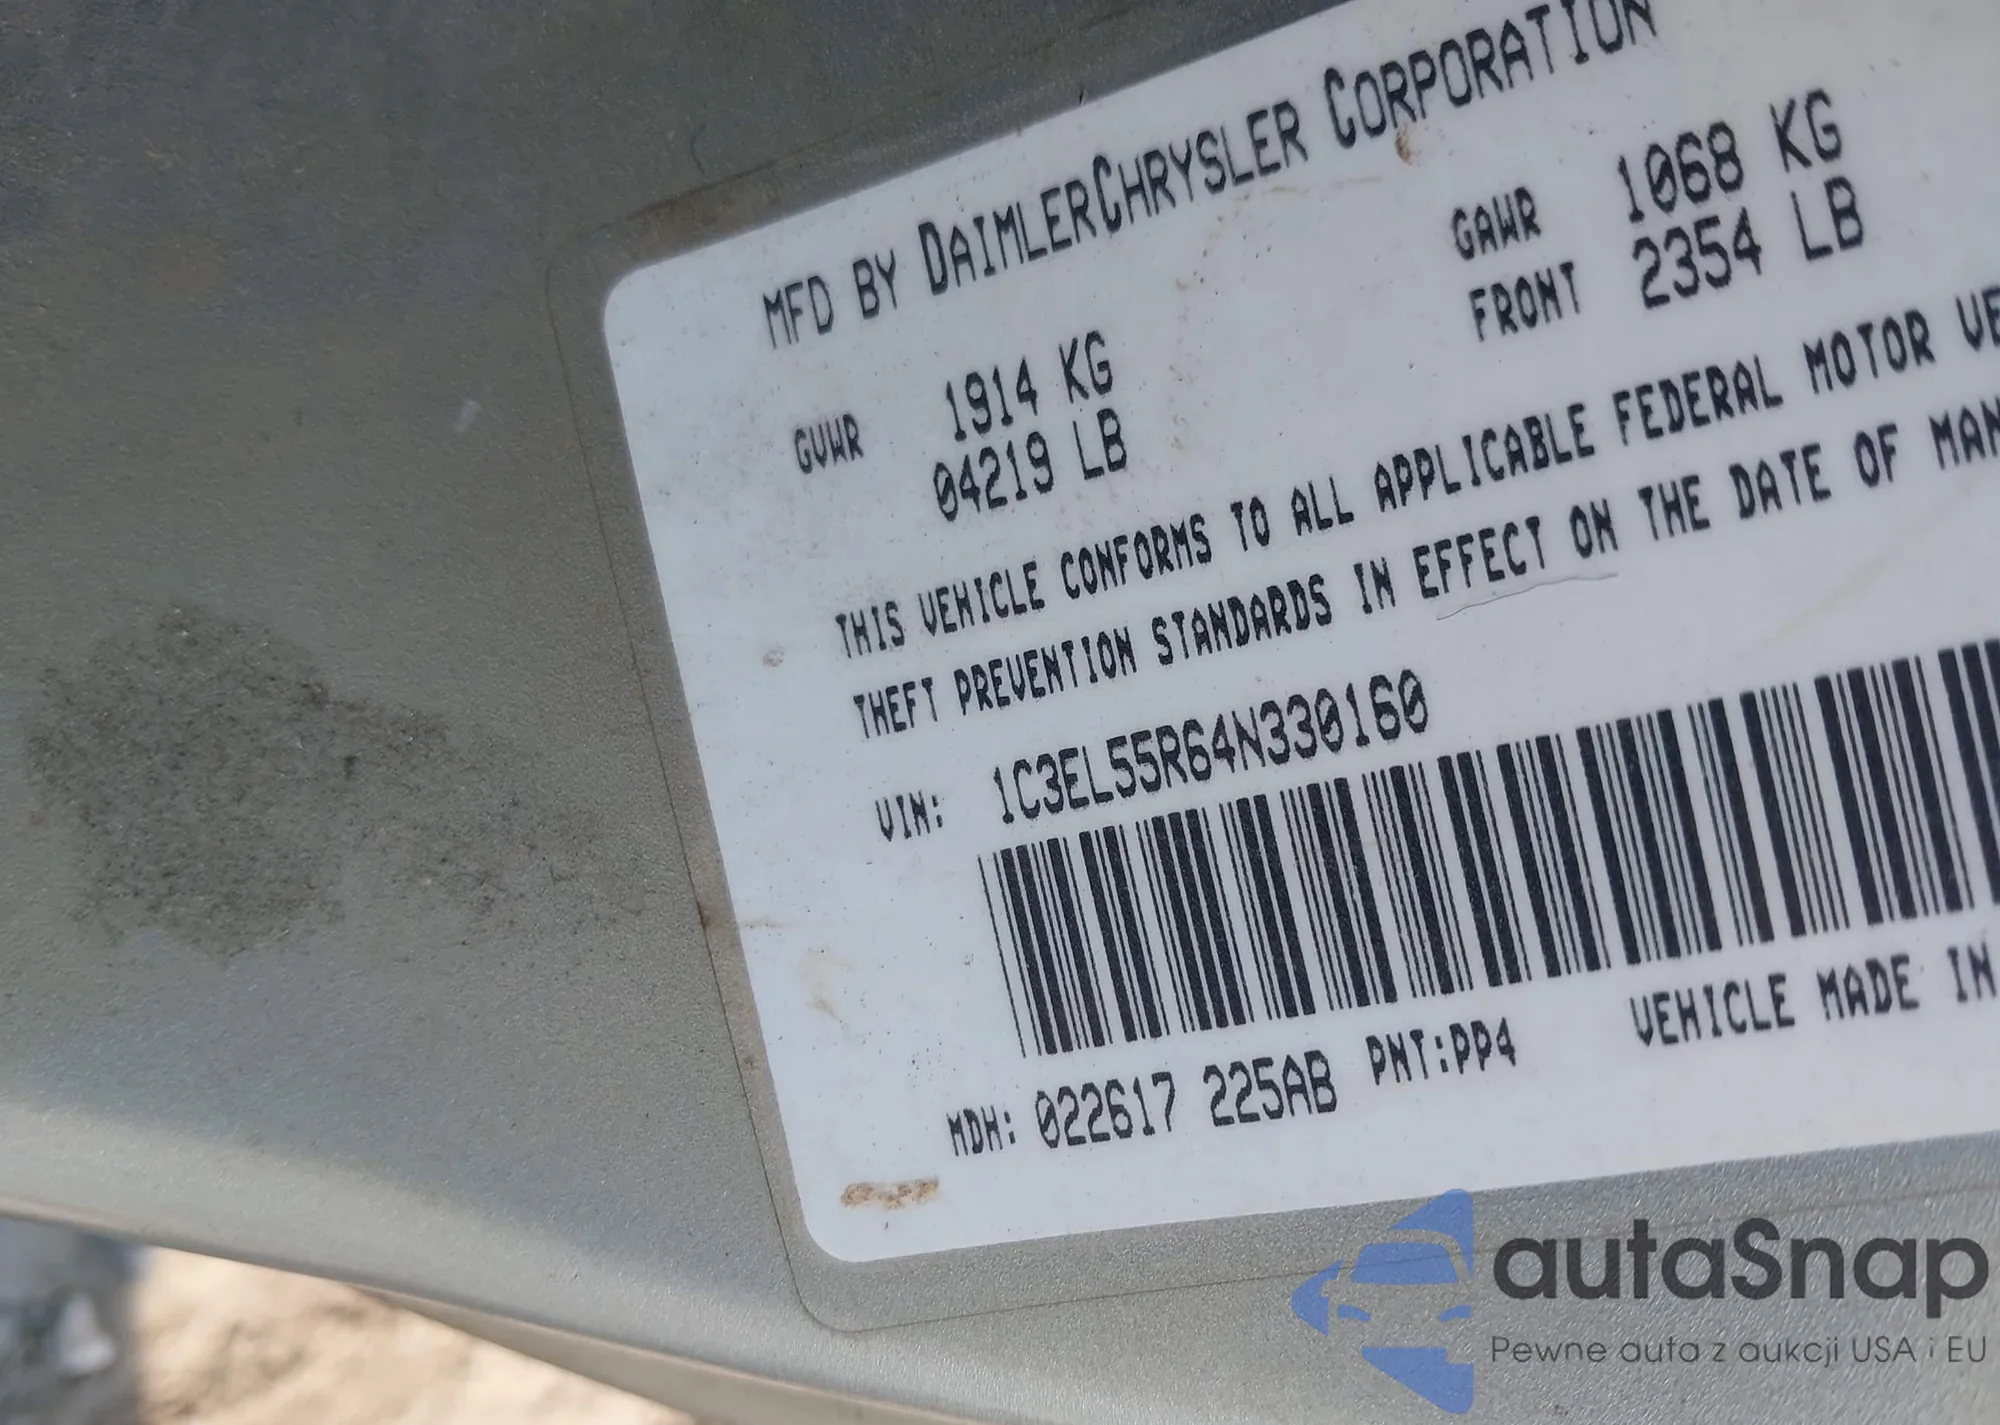 MFD BY DAIMLERCHRYSLER CORPORATION
GVWR 1914 KG
04219 LB
GAWR FRONT 1068 KG
2354 LB
THIS VEHICLE CONFORMS TO ALL APPLICABLE FEDERAL MOTOR VE
THEFT PREVENTION STANDARDS IN EFFECT ON THE DATE OF MAN
VIN: 1C3EL55R64N330160
MDH: 022617 225AB PNT:PP4 VEHICLE MADE IN
autaSnap
Pewne auta z aukcji USA i EU